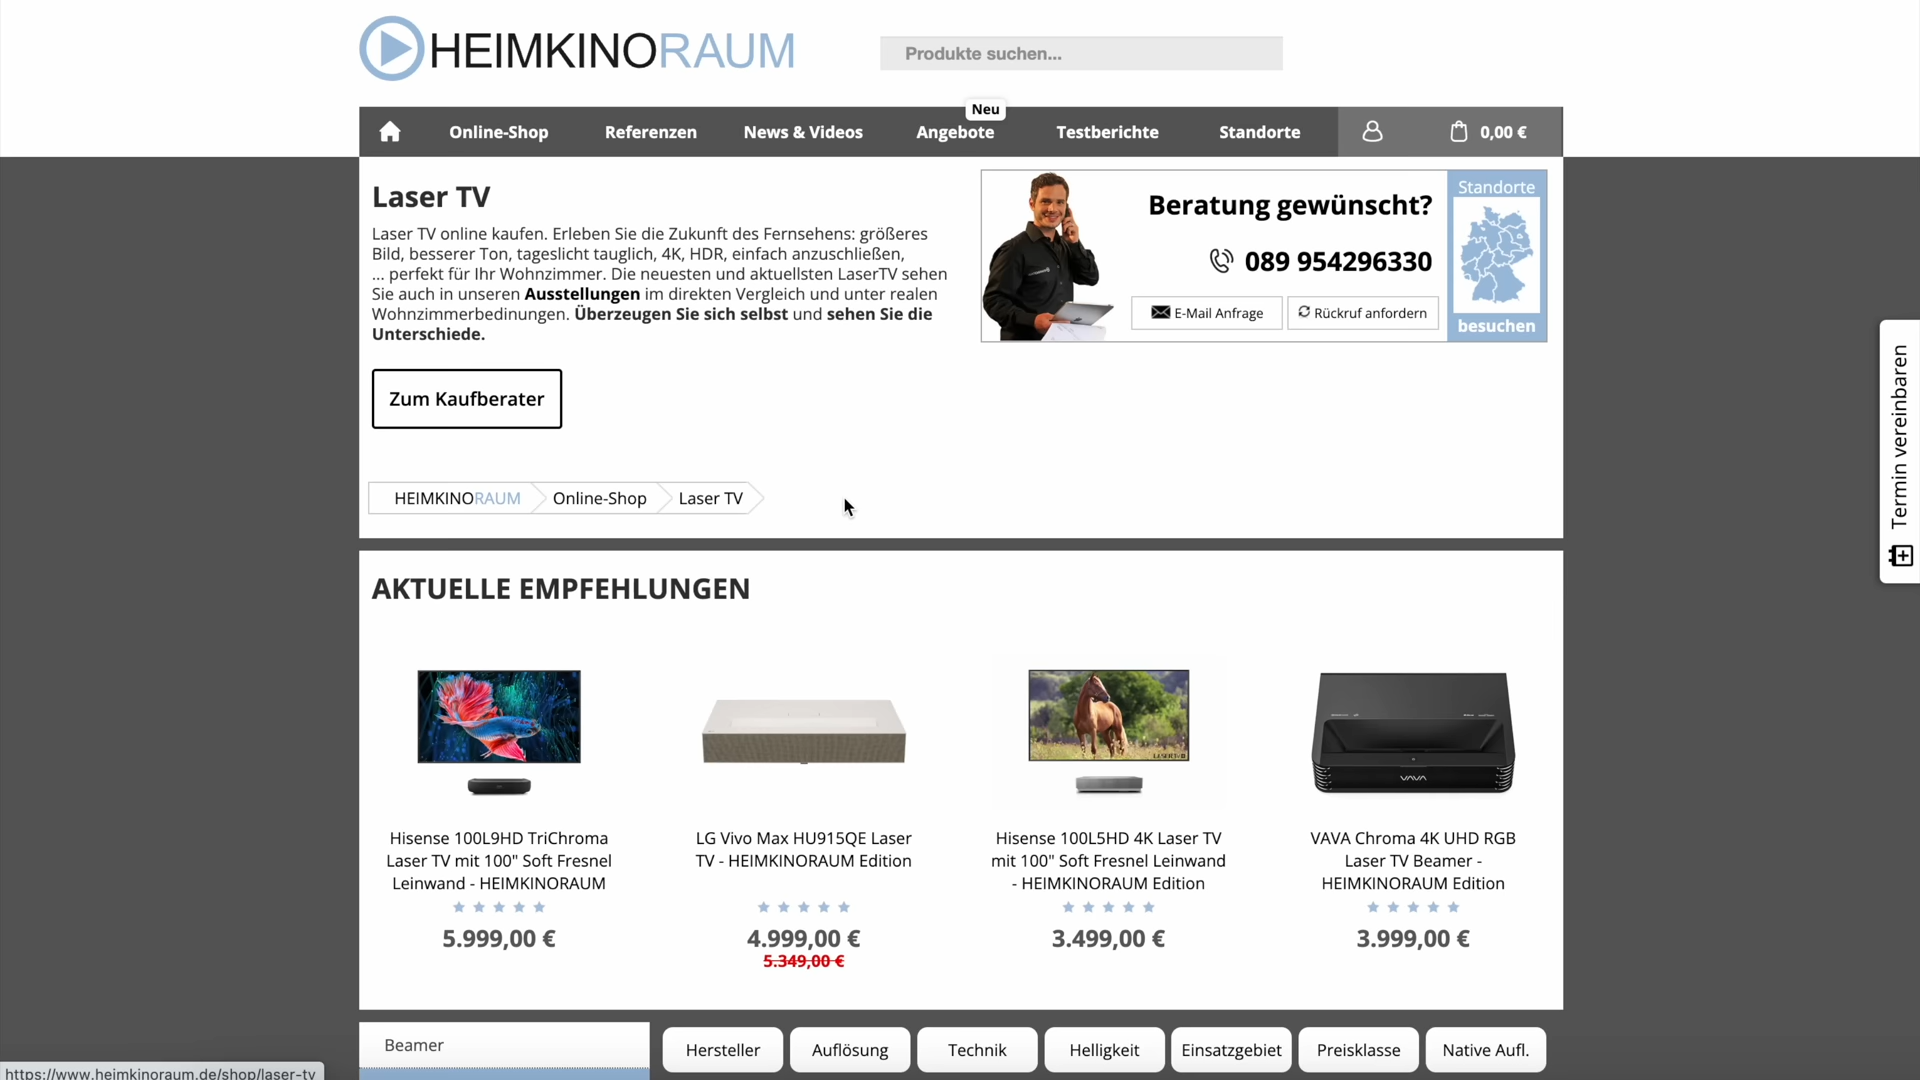 HEIMKINORAUM
Produkte suchen...
Neu
Online-Shop
Referenzen
News & Videos
Angebote
Testberichte
Standorte
0,00 €
Laser TV
Laser TV online kaufen. Erleben Sie die Zukunft des Fernsehens: größeres
Bild, besserer Ton, tageslicht tauglich, 4K, HDR, einfach anzuschließen,
... perfekt für Ihr Wohnzimmer. Die neuesten und aktuellsten LaserTV sehen
Sie auch in unseren Ausstellungen im direkten Vergleich und unter realen
Wohnzimmerbedinungen. Überzeugen Sie sich selbst und sehen Sie die
Unterschiede.
Beratung gewünscht?
089 954296330
E-Mail Anfrage
Rückruf anfordern
Standorte
besuchen
Termin vereinbaren
Zum Kaufberater
HEIMKINORAUM
Online-Shop
Laser TV
AKTUELLE EMPFEHLUNGEN
Hisense 100L9HD TriChroma
Laser TV mit 100" Soft Fresnel
Leinwand - HEIMKINORAUM
5.999,00 €
LG Vivo Max HU915QE Laser
TV - HEIMKINORAUM Edition
4.999,00 €
5.349,00 €
Hisense 100L5HD 4K Laser TV
mit 100" Soft Fresnel Leinwand
- HEIMKINORAUM Edition
3.499,00 €
VAVA
VAVA Chroma 4K UHD RGB
Laser TV Beamer -
HEIMKINORAUM Edition
3.999,00 €
Beamer
Hersteller
Auflösung
Technik
Helligkeit
Einsatzgebiet
Preisklasse
Native Aufl.
https://www.heimkinoraum.de/shop/laser-tv